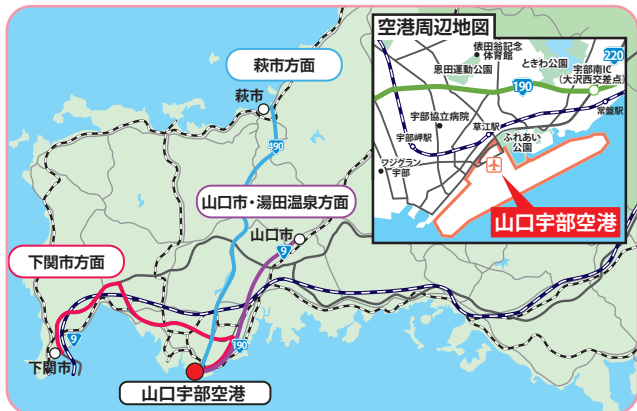 萩市方面
萩市
490
山口市・湯田温泉方面
山口市
9
下関市方面
9
下関市
190
山口宇部空港
空港周辺地図
俵田翁記念
体育館
恩田運動公園
ときわ公園
220
宇部南IC
(大沢西交差点)
190
常盤駅
宇部協立病院
草江駅
宇部岬駅
ふれあい
公園
フジグラン
宇部
山口宇部空港